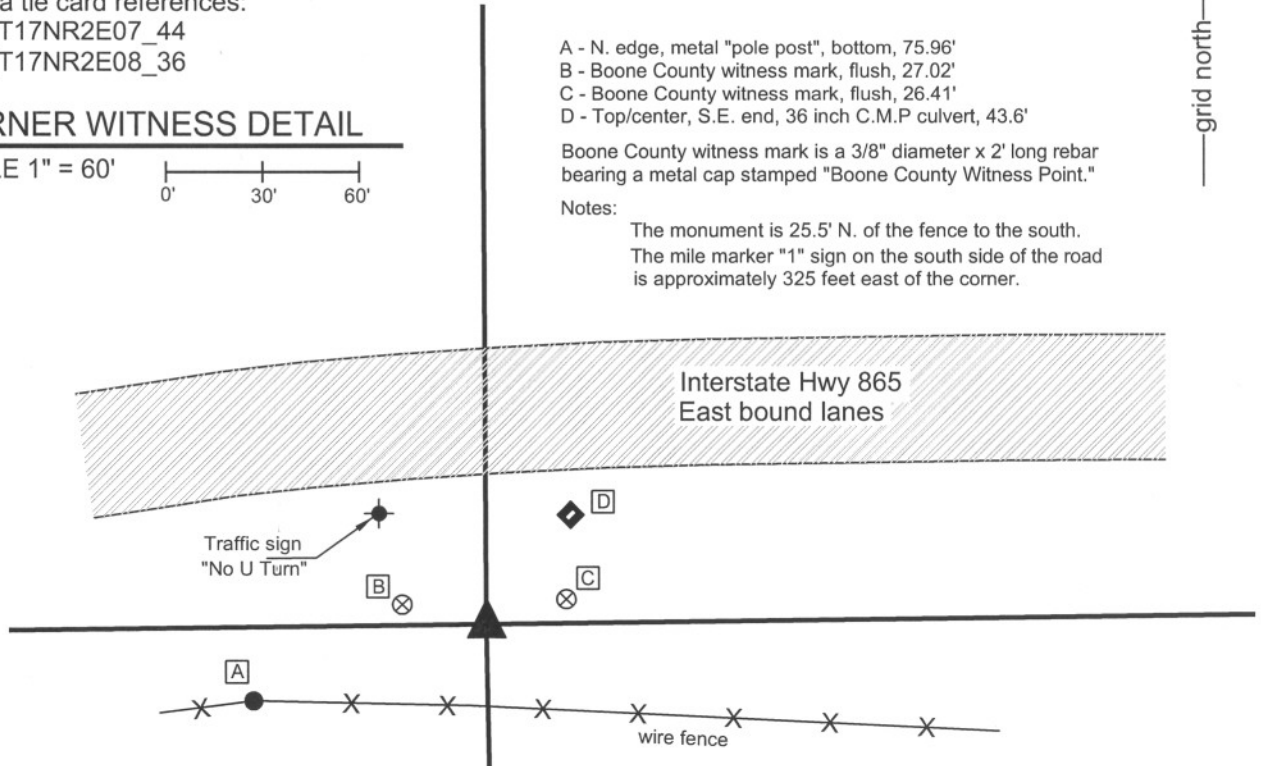 a tie card references:
T17NR2E07_44
T17NR2E08_36
RNER WITNESS DETAIL
E 1" = 60'
0' 30' 60'
A - N. edge, metal "pole post", bottom, 75.96'
B - Boone County witness mark, flush, 27.02'
C - Boone County witness mark, flush, 26.41'
D - Top/center, S.E. end, 36 inch C.M.P culvert, 43.6'
Boone County witness mark is a 3/8" diameter x 2' long rebar
bearing a metal cap stamped "Boone County Witness Point."
Notes:
The monument is 25.5' N. of the fence to the south.
The mile marker "1" sign on the south side of the road
is approximately 325 feet east of the corner.
grid north
Interstate Hwy 865
East bound lanes
D
Traffic sign
"No U Turn"
B
C
A
wire fence